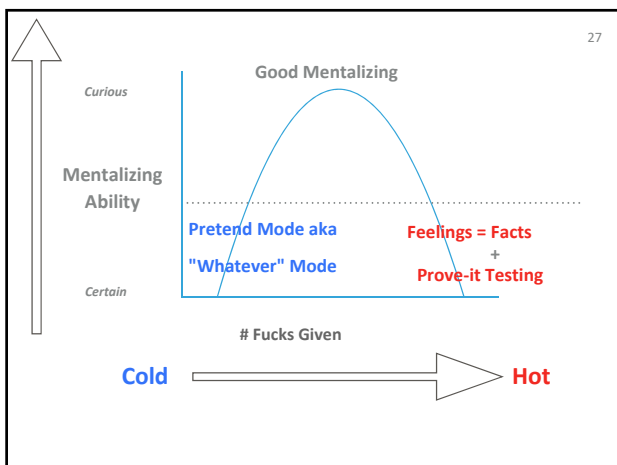 27
Good Mentalizing
Curious
Mentalizing
Ability
Pretend Mode aka
"Whatever" Mode
Feelings = Facts
+
Prove-it Testing
Certain
# Fucks Given
Cold
Hot